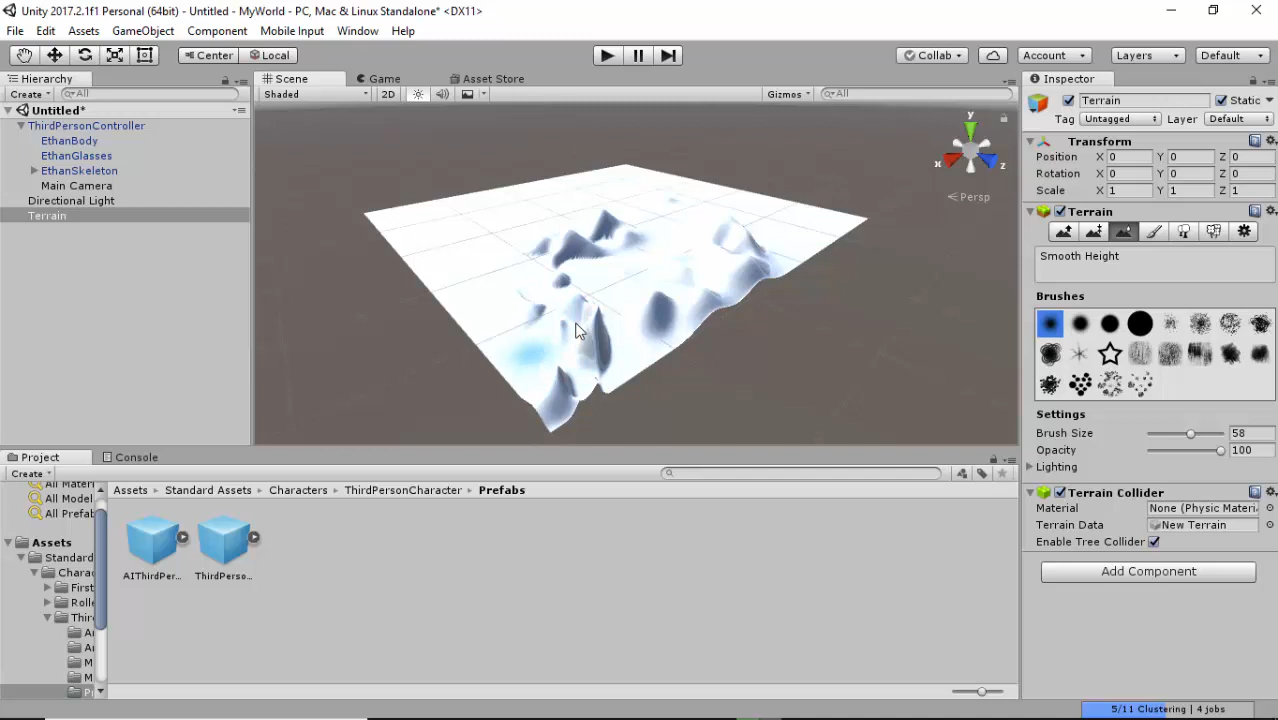 Unity 2017.2.1f1 Personal (64bit) - Untitled - MyWorld - PC, Mac & Linux Standalone* <DX11>
File Edit Assets GameObject Component Mobile Input Window Help
Center Local Collab Account Layers Default
Hierarchy
Create All
Untitled*
ThirdPersonController
EthanBody
EthanGlasses
EthanSkeleton
Main Camera
Directional Light
Terrain
Scene Game Asset Store
Shaded 2D Gizmos All
y
x
z
Persp
Inspector
Terrain Static
Tag Untagged Layer Default
Transform
Position X 0 Y 0 Z 0
Rotation X 0 Y 0 Z 0
Scale X 1 Y 1 Z 1
Terrain
Smooth Height
Brushes
Settings
Brush Size 58
Opacity 100
Lighting
Terrain Collider
Material None (Physic Materi
Terrain Data New Terrain
Enable Tree Collider
Add Component
Project Console
Create
All Materi
All Model
All Prefab
Assets
Standard
Charac
First
Rolle
Third
A
A
M
M
Pr
Assets Standard Assets Characters ThirdPersonCharacter Prefabs
AIThirdPer... ThirdPerso...
5/11 Clustering | 4 jobs